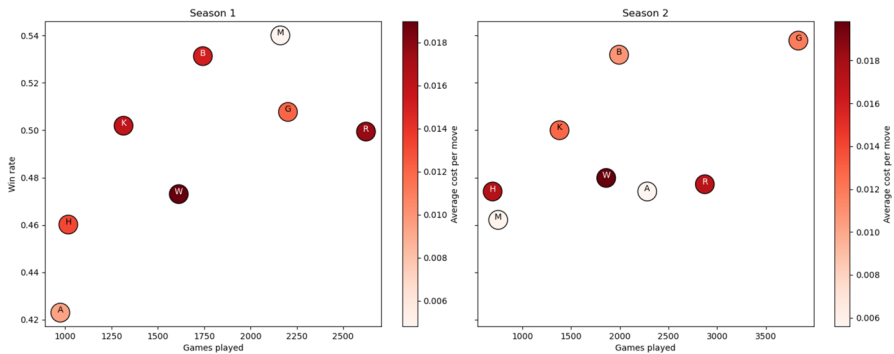 Season 1
Season 2
Win rate
0.54
0.52
0.50
0.48
0.46
0.44
0.42
M
B
G
K
R
W
H
A
1000 1250 1500 1750 2000 2250 2500
Games played
0.018
0.016
0.014
0.012
0.010
0.008
0.006
Average cost per move
G
B
K
W
R
H
A
M
1000 1500 2000 2500 3000 3500
Games played
0.018
0.016
0.014
0.012
0.010
0.008
0.006
Average cost per move